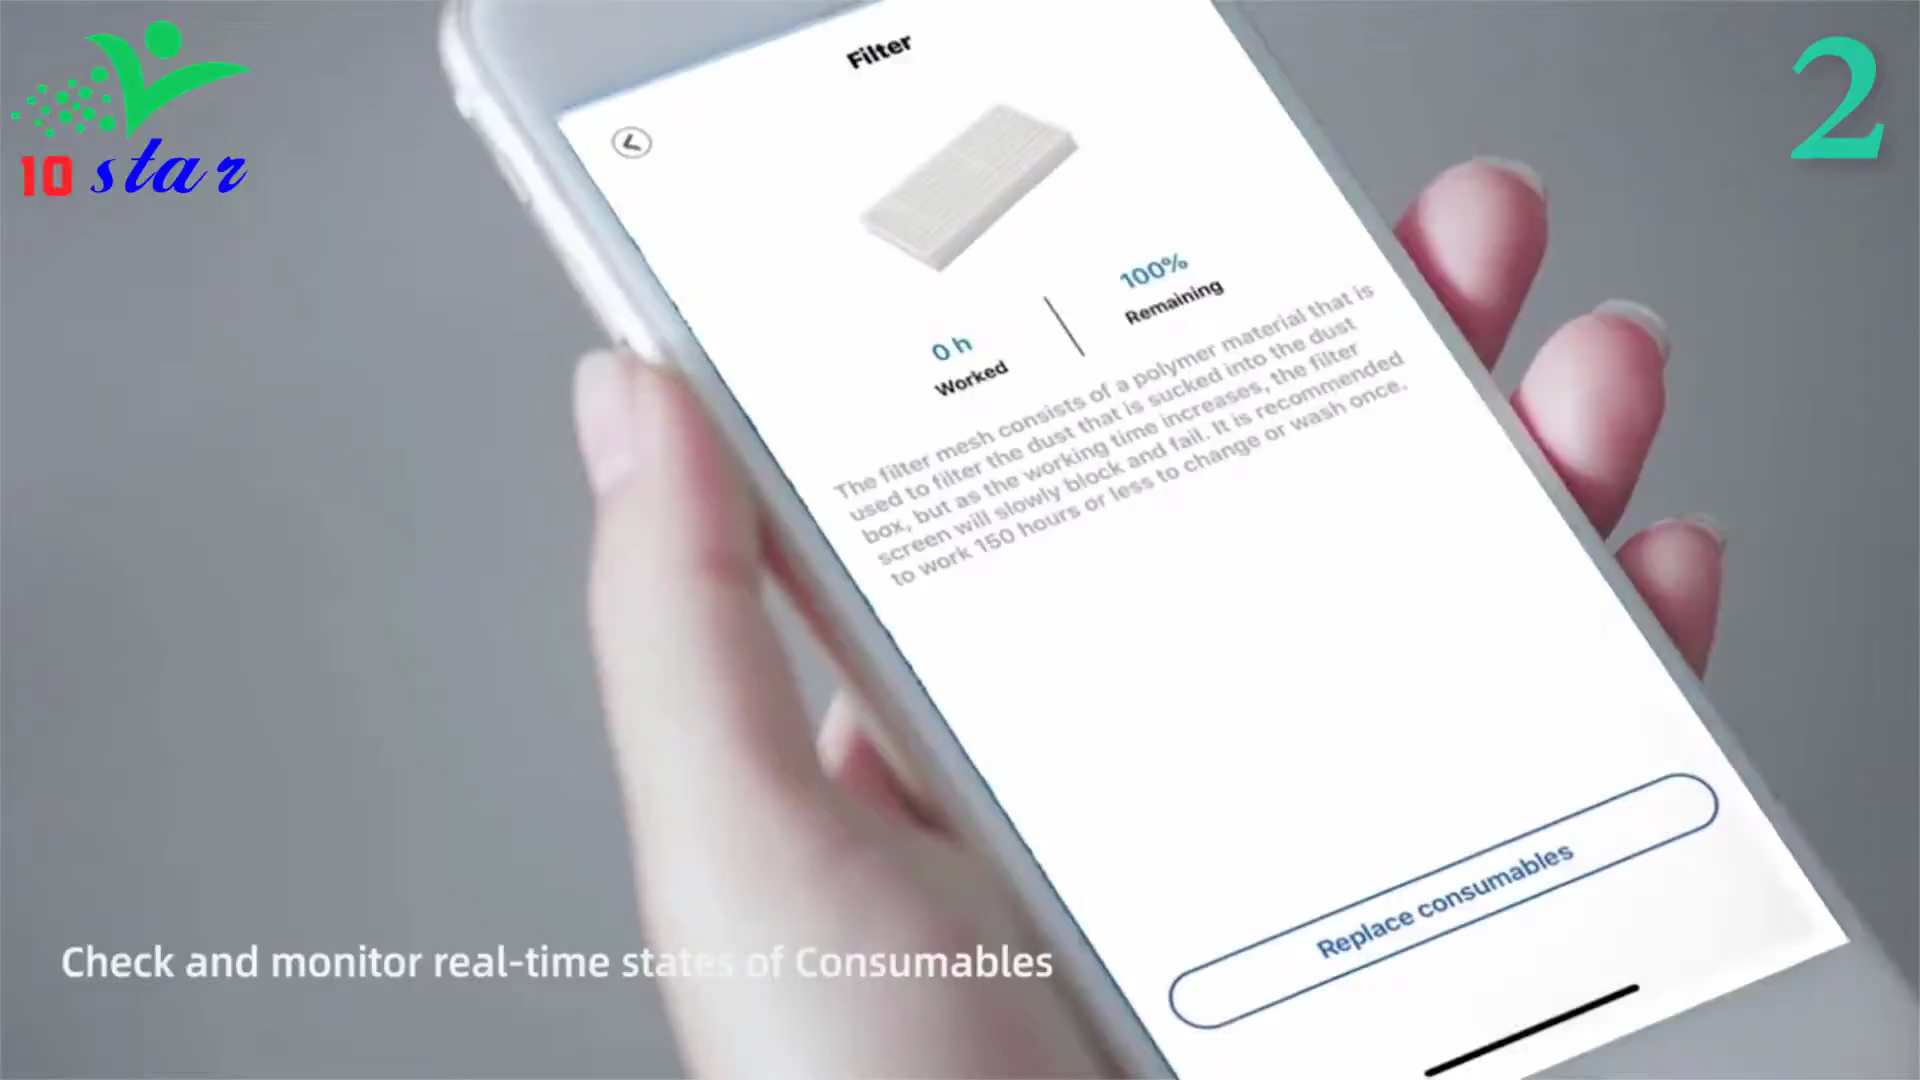 10 star
2
Filter
100%
Remaining
0 h
Worked
The filter mesh consists of a polymer material that is
used to filter the dust that is sucked into the dust
box, but as the working time increases, the filter
screen will slowly block and fail. It is recommended
to work 150 hours or less to change or wash once.
Replace consumables
Check and monitor real-time states of Consumables